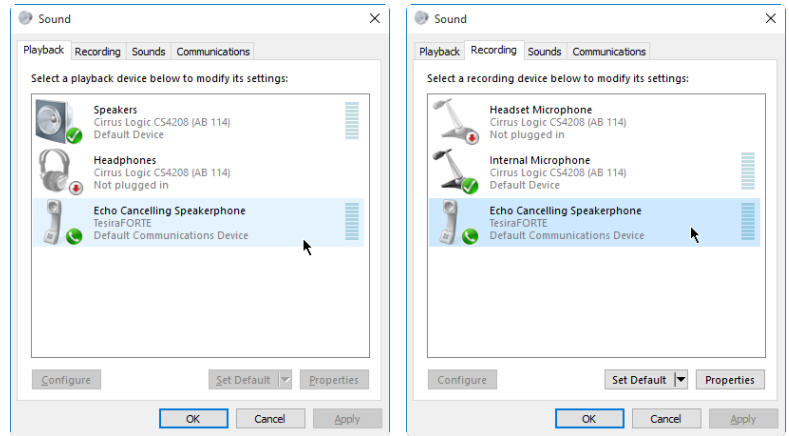 Sound
Playback Recording Sounds Communications
Select a playback device below to modify its settings:
Speakers
Cirrus Logic CS4208 (AB 114)
Default Device
Headphones
Cirrus Logic CS4208 (AB 114)
Not plugged in
Echo Cancelling Speakerphone
TesiraFORTE
Default Communications Device
Configure Set Default Properties
OK Cancel Apply
Sound
Playback Recording Sounds Communications
Select a recording device below to modify its settings:
Headset Microphone
Cirrus Logic CS4208 (AB 114)
Not plugged in
Internal Microphone
Cirrus Logic CS4208 (AB 114)
Default Device
Echo Cancelling Speakerphone
TesiraFORTE
Default Communications Device
Configure Set Default Properties
OK Cancel Apply